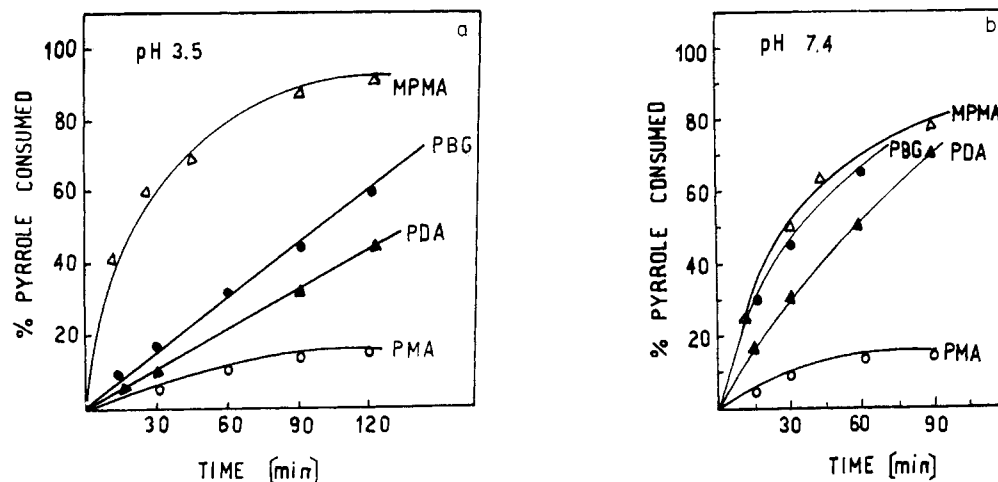 a
pH 3.5
% PYRROLE CONSUMED
100
80
60
40
20
MPMA
PBG
PDA
PMA
30
60
90
120
TIME [min]
b
pH 7.4
% PYRROLE CONSUMED
100
80
60
40
20
MPMA
PBG
PDA
PMA
30
60
90
TIME [min]